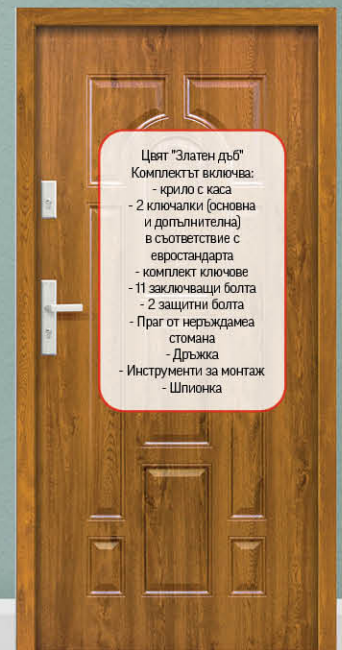 Цвят "Златен дъб"
Комплектът включва:
- крило с каса
- 2 ключалки (основна
и допълнителна)
в съответствие с
евростандарта
- комплект ключове
- 11 заключващи болта
- 2 защитни болта
- Праг от неръждамеа
стомана
- Дръжка
- Инструменти за монтаж
- Шпионка